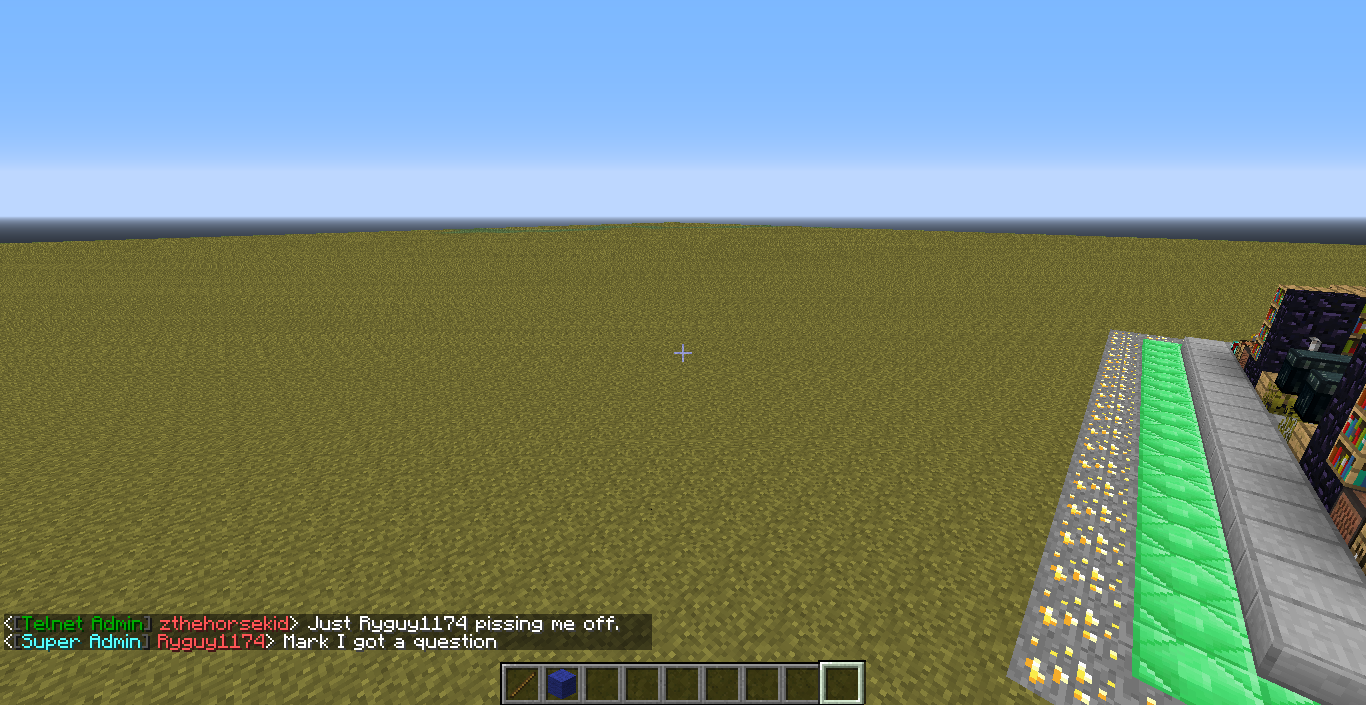 <[Telnet Admin] zthehorsekid> Just Ryguy1174 pissing me off.
<[Super Admin] Ryguy1174> Mark I got a question